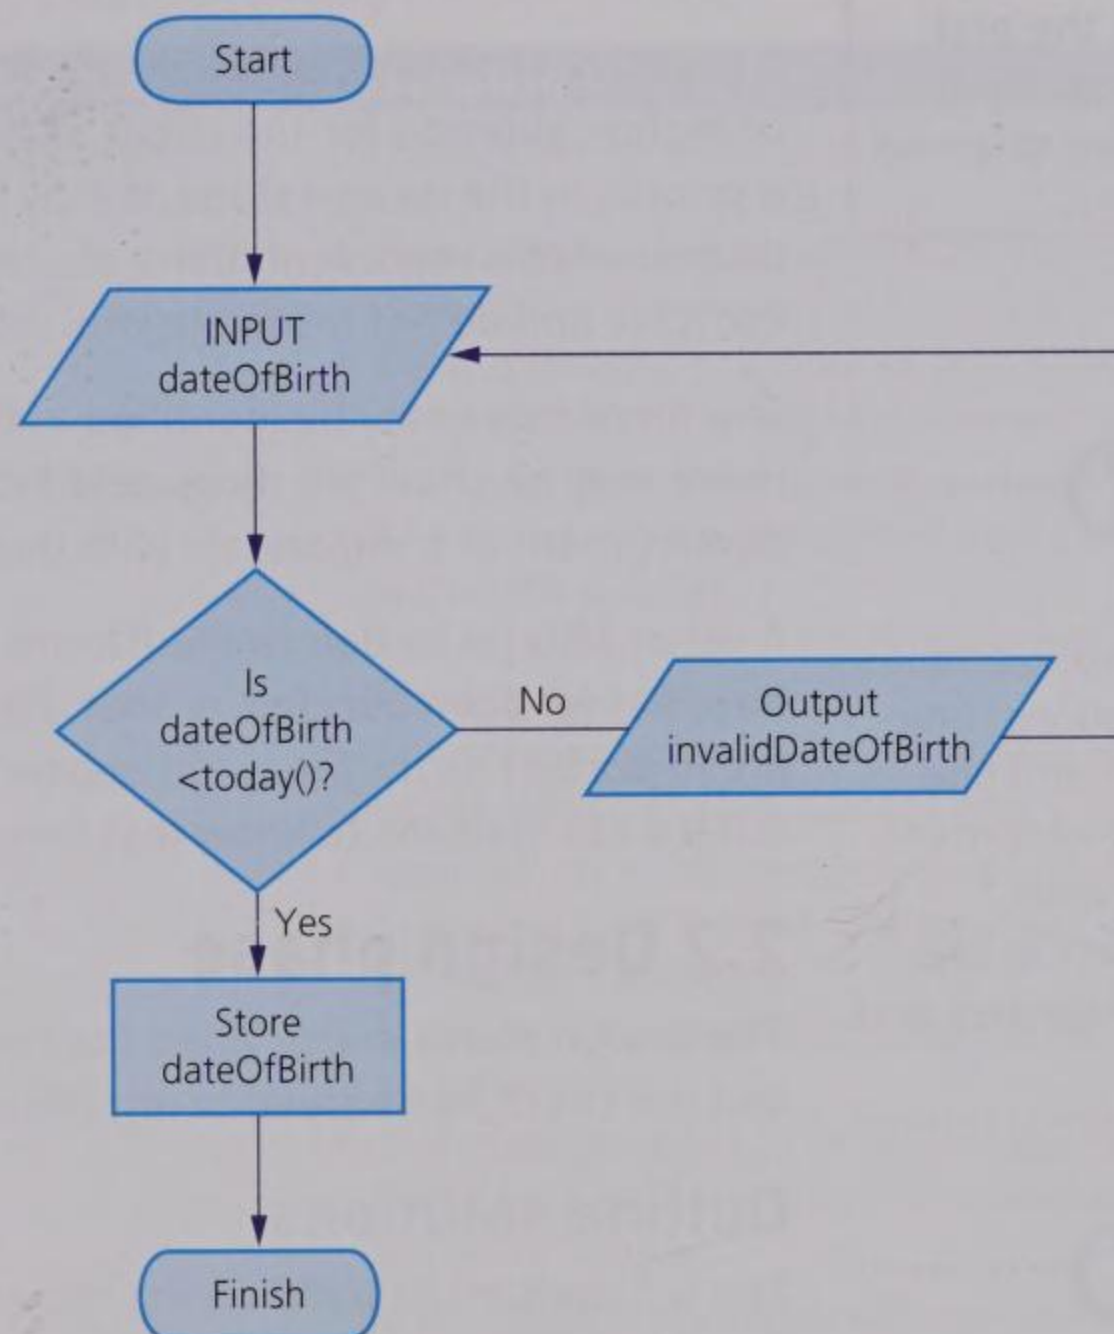 Start
INPUT
dateOfBirth
Is
dateOfBirth
<today()?
No
Output
invalidDateOfBirth
Yes
Store
dateOfBirth
Finish